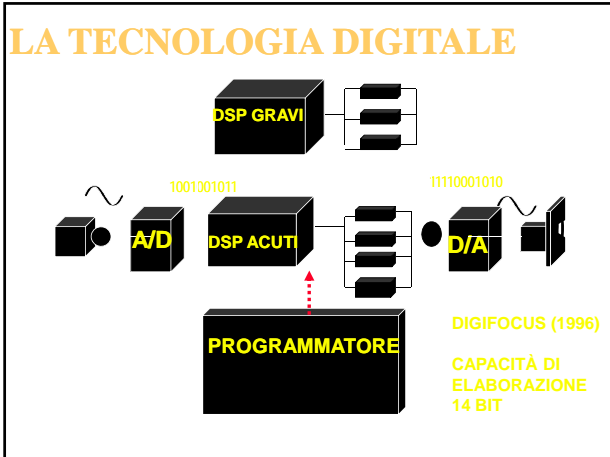 LA TECNOLOGIA DIGITALE
DSP GRAVI
1001001011
11110001010
A/D
DSP ACUTI
D/A
PROGRAMMATORE
DIGIFOCUS (1996)
CAPACITÀ DI
ELABORAZIONE
14 BIT